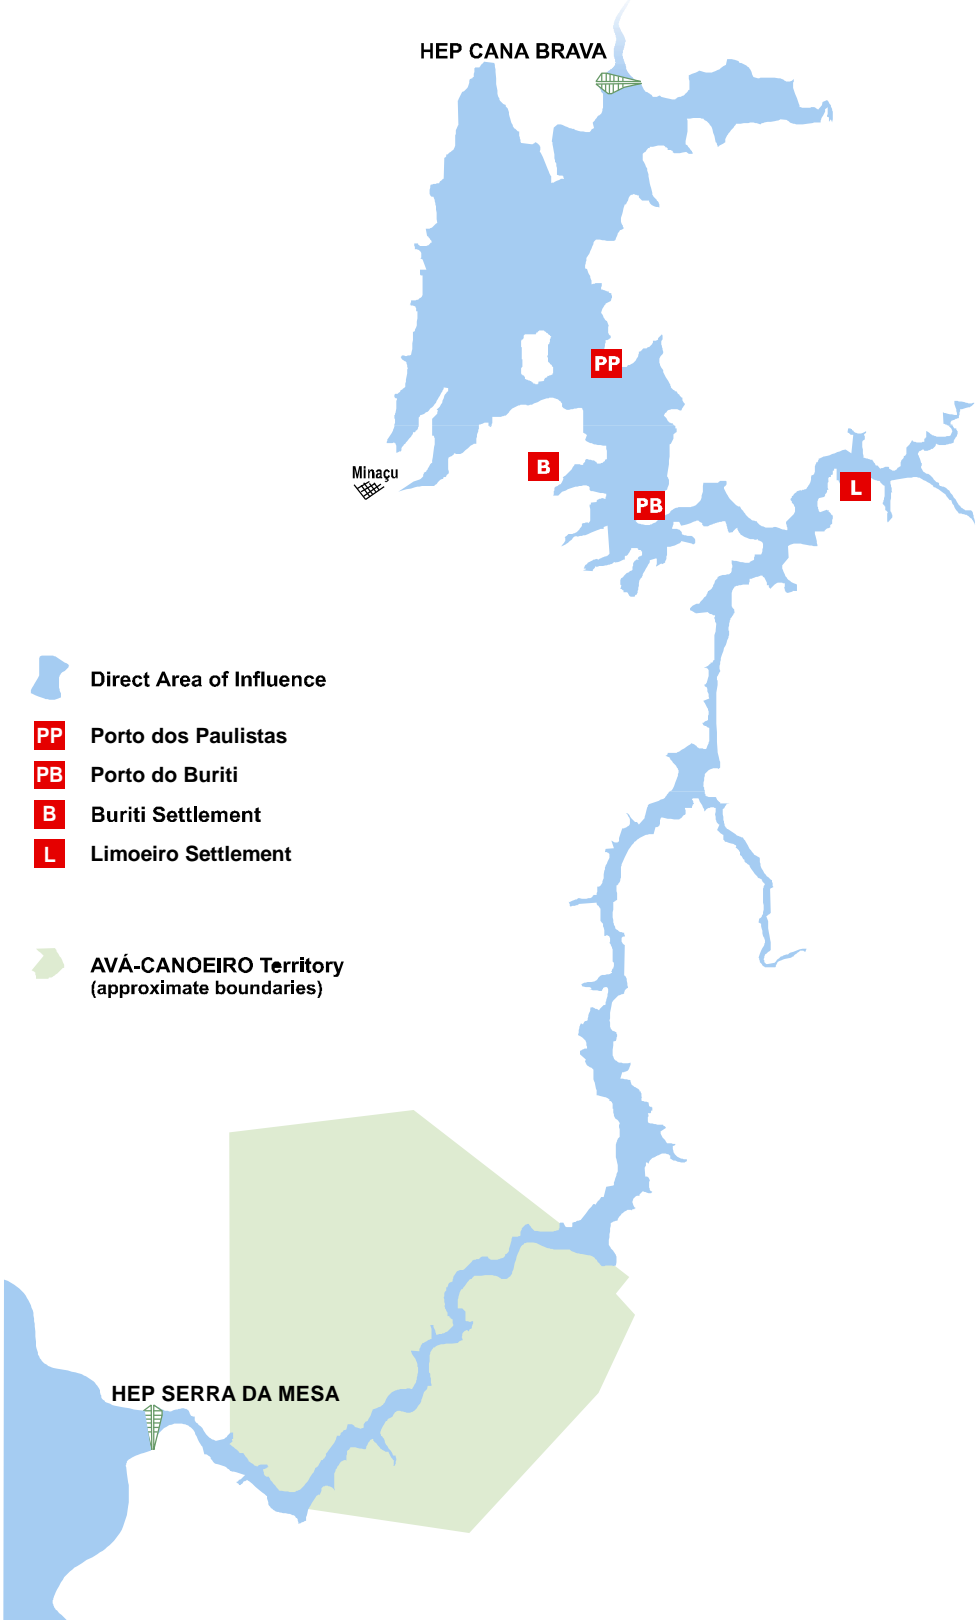 HEP CANA BRAVA
PP
Minaçu
B
L
PB
Direct Area of Influence
PP Porto dos Paulistas
PB Porto do Buriti
B Buriti Settlement
L Limoeiro Settlement
AVÁ-CANOEIRO Territory
(approximate boundaries)
HEP SERRA DA MESA